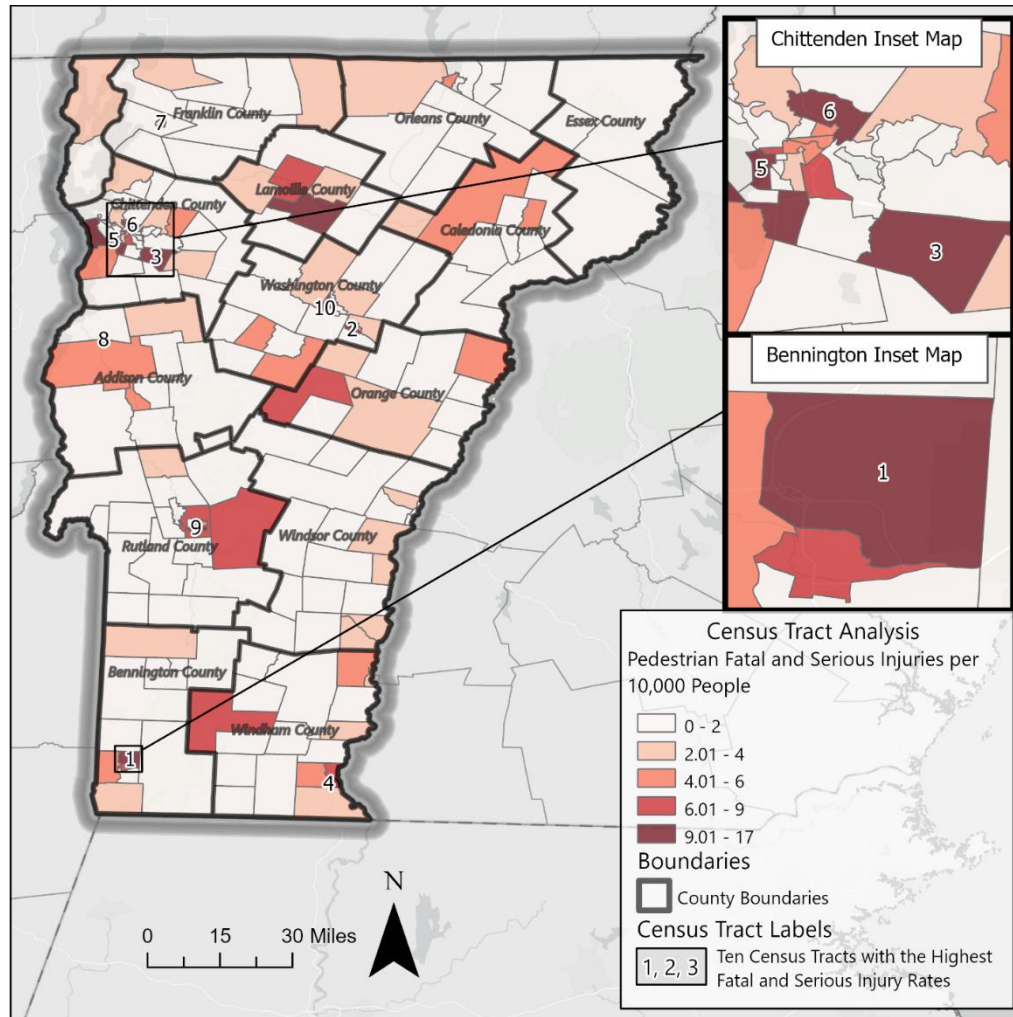 Chittenden Inset Map
6
5
3
Bennington Inset Map
1
Franklin County
7
Orleans County
Essex County
Lamoille County
Chittenden County
6
5
3
Caledonia County
Washington County
10
2
8
Addison County
Orange County
9
Rutland County
Windsor County
Bennington County
Windham County
1
4
N
0 15 30 Miles
Census Tract Analysis
Pedestrian Fatal and Serious Injuries per
10,000 People
0 - 2
2.01 - 4
4.01 - 6
6.01 - 9
9.01 - 17
Boundaries
County Boundaries
Census Tract Labels
1, 2, 3
Ten Census Tracts with the Highest
Fatal and Serious Injury Rates